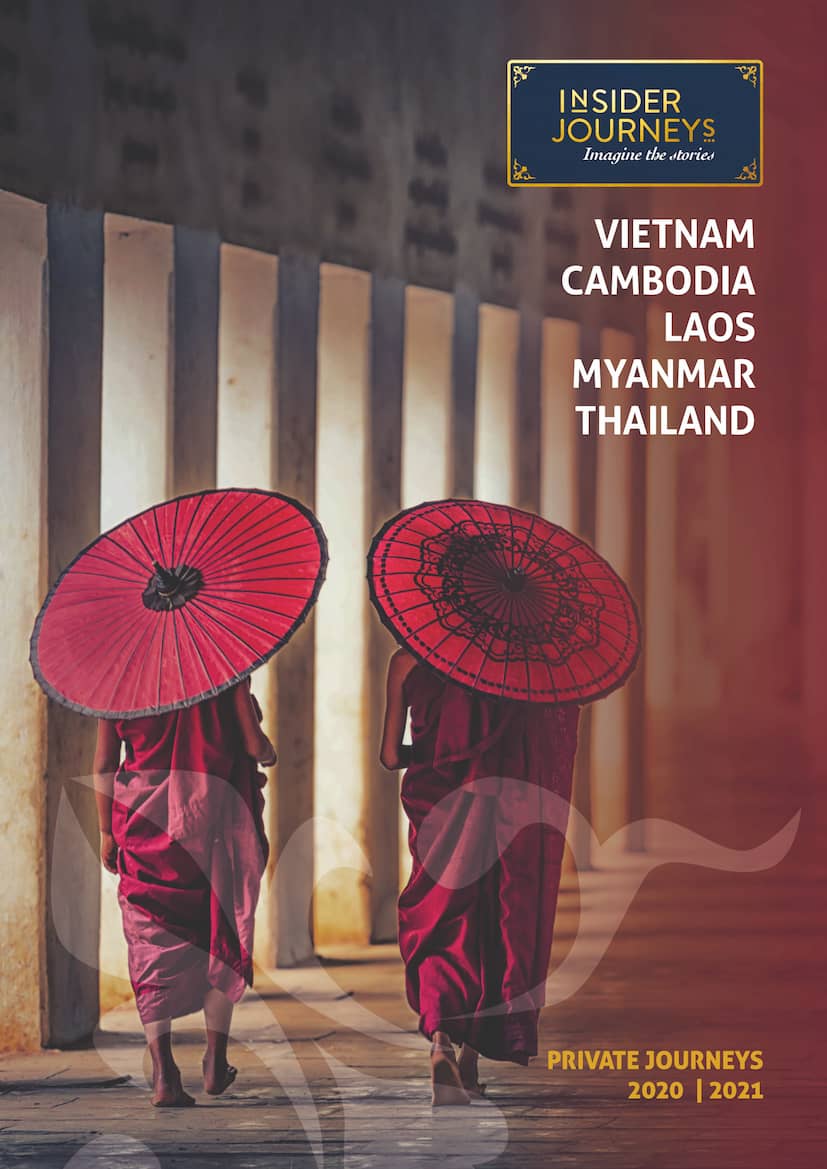 INSIDER
JOURNEYS
Imagine the stories
VIETNAM
CAMBODIA
LAOS
MYANMAR
THAILAND
PRIVATE JOURNEYS
2020 | 2021